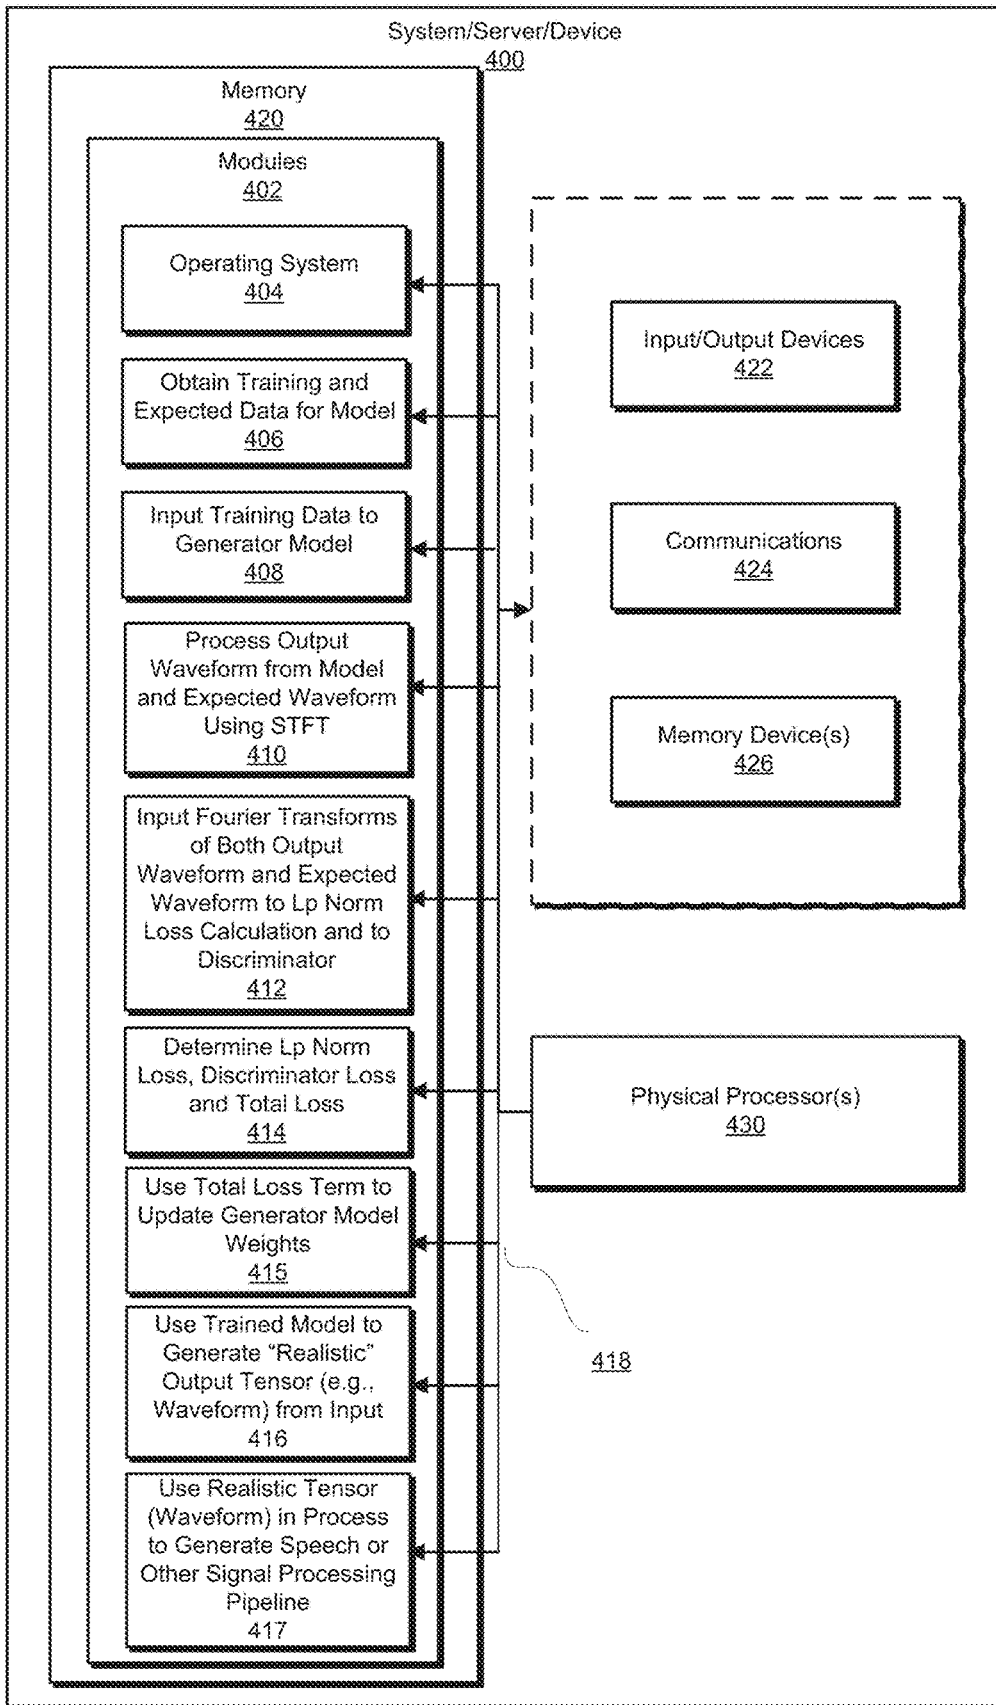 System/Server/Device
400
Memory
420
Modules
402
Operating System
404
Obtain Training and
Expected Data for Model
406
Input Training Data to
Generator Model
408
Process Output
Waveform from Model
and Expected Waveform
Using STFT
410
Input Fourier Transforms
of Both Output
Waveform and Expected
Waveform to Lp Norm
Loss Calculation and to
Discriminator
412
Determine Lp Norm
Loss, Discriminator Loss
and Total Loss
414
Use Total Loss Term to
Update Generator Model
Weights
415
Use Trained Model to
Generate “Realistic”
Output Tensor (e.g.,
Waveform) from Input
416
Use Realistic Tensor
(Waveform) in Process
to Generate Speech or
Other Signal Processing
Pipeline
417
Input/Output Devices
422
Communications
424
Memory Device(s)
426
Physical Processor(s)
430
418